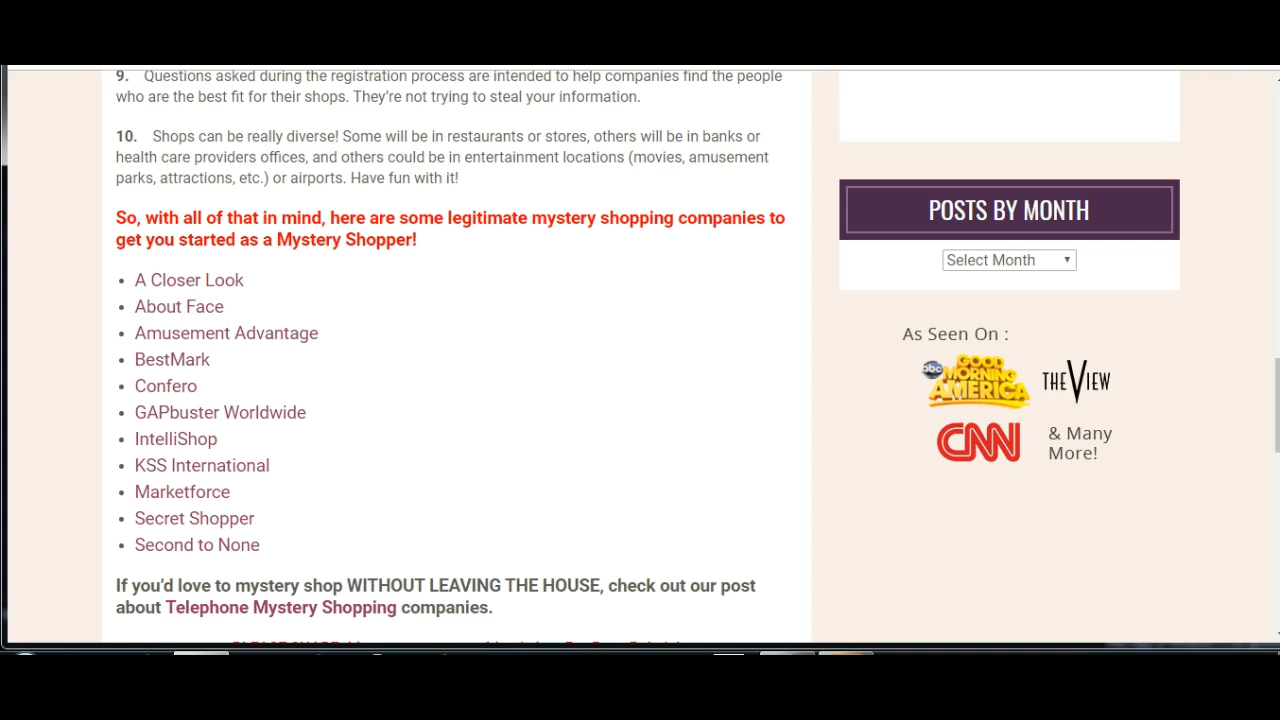 9. Questions asked during the registration process are intended to help companies find the people
who are the best fit for their shops. They're not trying to steal your information.
10. Shops can be really diverse! Some will be in restaurants or stores, others will be in banks or
health care providers offices, and others could be in entertainment locations (movies, amusement
parks, attractions, etc.) or airports. Have fun with it!
So, with all of that in mind, here are some legitimate mystery shopping companies to
get you started as a Mystery Shopper!
• A Closer Look
• About Face
• Amusement Advantage
• BestMark
• Confero
• GAPbuster Worldwide
• IntelliShop
• KSS International
• Marketforce
• Secret Shopper
• Second to None
If you'd love to mystery shop WITHOUT LEAVING THE HOUSE, check out our post
about Telephone Mystery Shopping companies.
POSTS BY MONTH
Select Month
As Seen On :
abc GOOD
MORNING
AMERICA
THE VIEW
CNN
& Many
More!